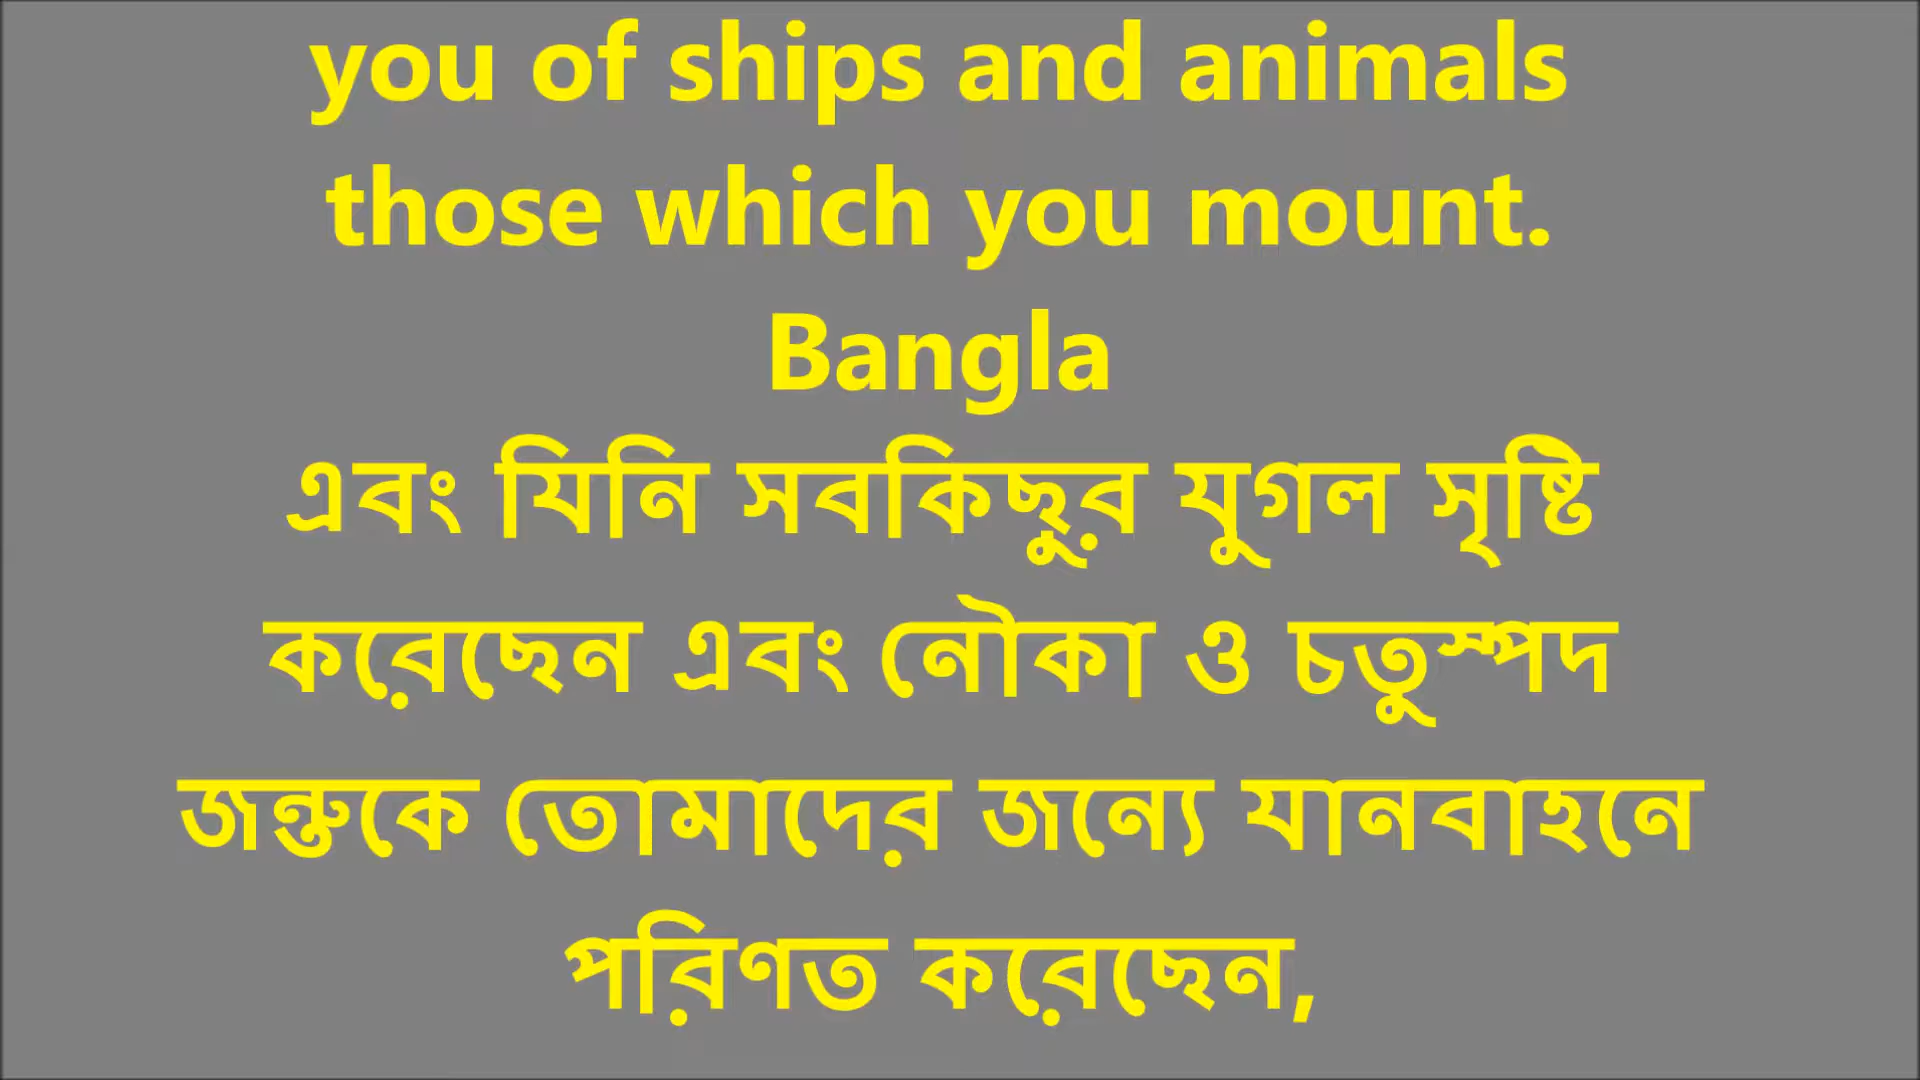 you of ships and animals
those which you mount.
Bangla
এবং যিনি সবকিছুর যুগল সৃষ্টি
করেছেন এবং নৌকা ও চতুস্পদ
জন্তুকে তোমাদের জন্যে যানবাহনে
পরিণত করেছেন,